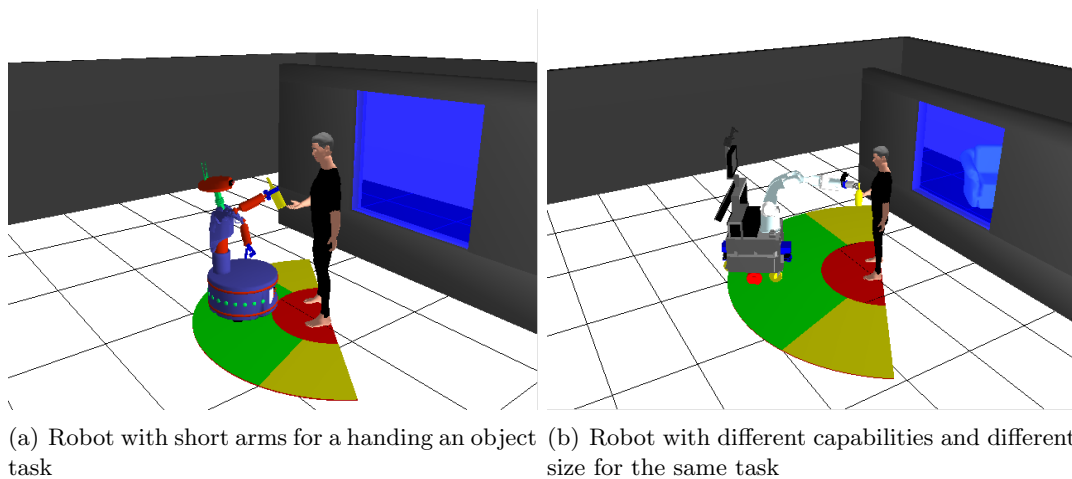 (a) Robot with short arms for a handing an object
task
(b) Robot with different capabilities and different
size for the same task